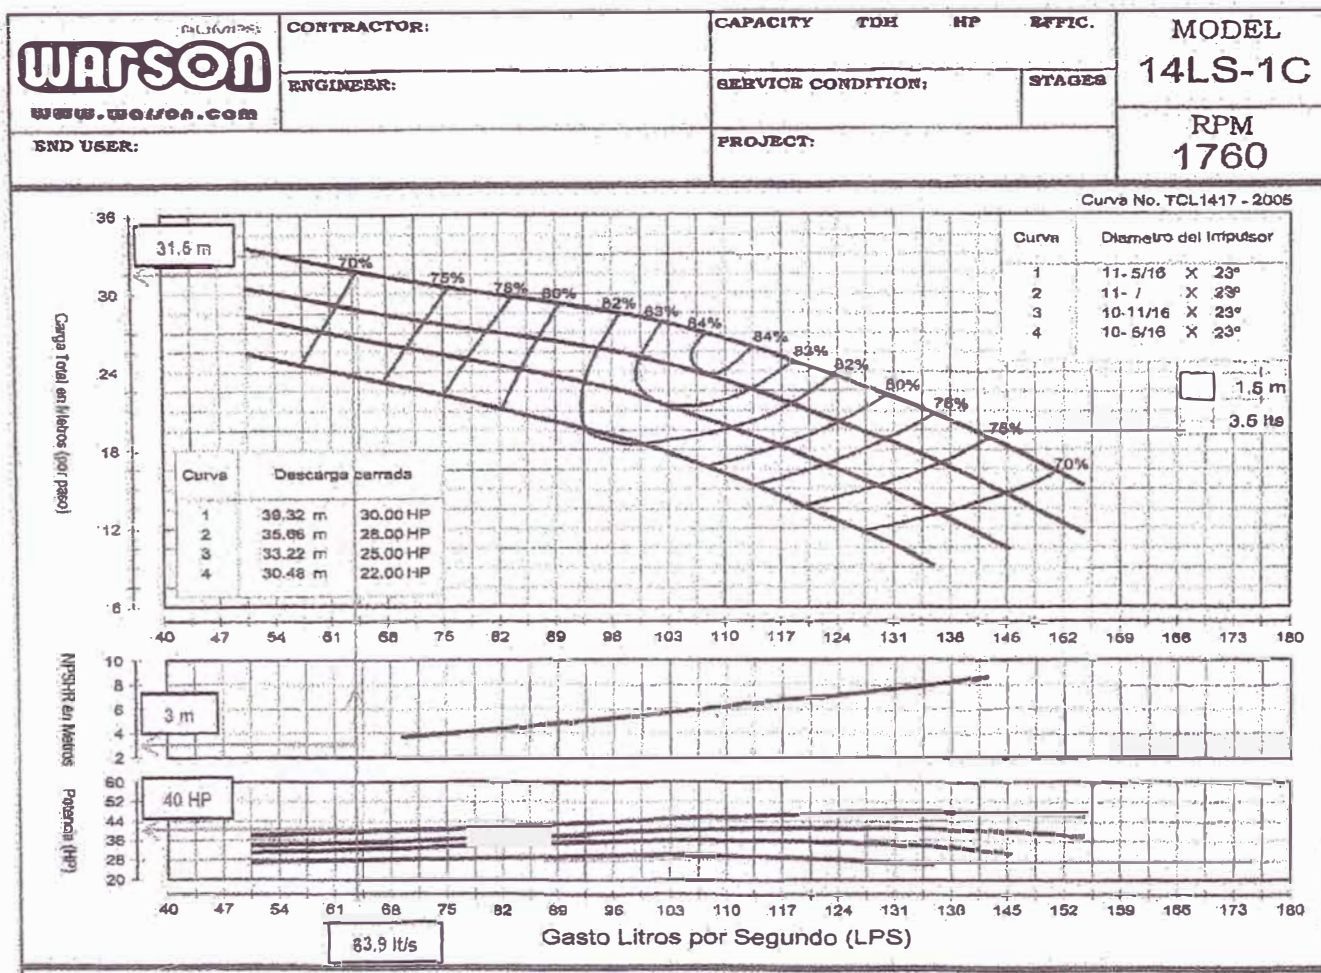 PUMPS
WARSON
www.warson.com
CONTRACTOR:
ENGINEER:
END USER:
CAPACITY TDH HP EFFIC.
SERVICE CONDITION;
STAGES
PROJECT:
MODEL
14LS-1C
RPM
1760
Curva No. TCL1417 - 2005
Curva Diametro del Impulsor
1 11- 5/16 X 23°
2 11- / X 23°
3 10-11/16 X 23°
4 10- 5/16 X 23°
Carga Total en Metros (por paso)
36
30
24
18
12
6
31.5 m
70% 75% 78% 80% 82% 83% 84% 84% 83% 82% 80% 78% 75% 70%
1.5 m
3.5 lts
Curva Descarga cerrada
1 39.32 m 30.00 HP
2 35.66 m 28.00 HP
3 33.22 m 25.00 HP
4 30.48 m 22.00 HP
40 47 54 61 68 75 82 89 96 103 110 117 124 131 138 145 152 159 166 173 180
NPSHR en Metros
10
8
6
4
2
3 m
Potencia (HP)
60
52
44
36
28
20
40 HP
40 47 54 61 68 75 82 89 96 103 110 117 124 131 138 145 152 159 166 173 180
63.9 lt/s
Gasto Litros por Segundo (LPS)